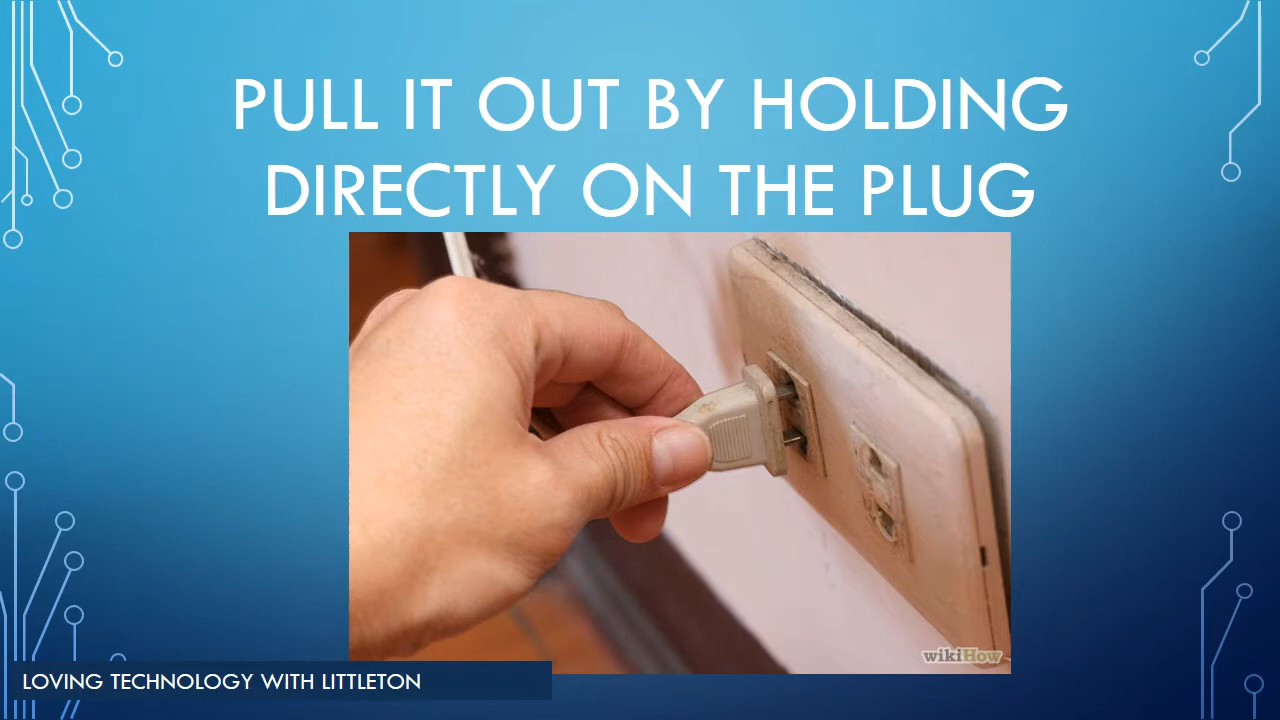 PULL IT OUT BY HOLDING
DIRECTLY ON THE PLUG
wikiHow
LOVING TECHNOLOGY WITH LITTLETON